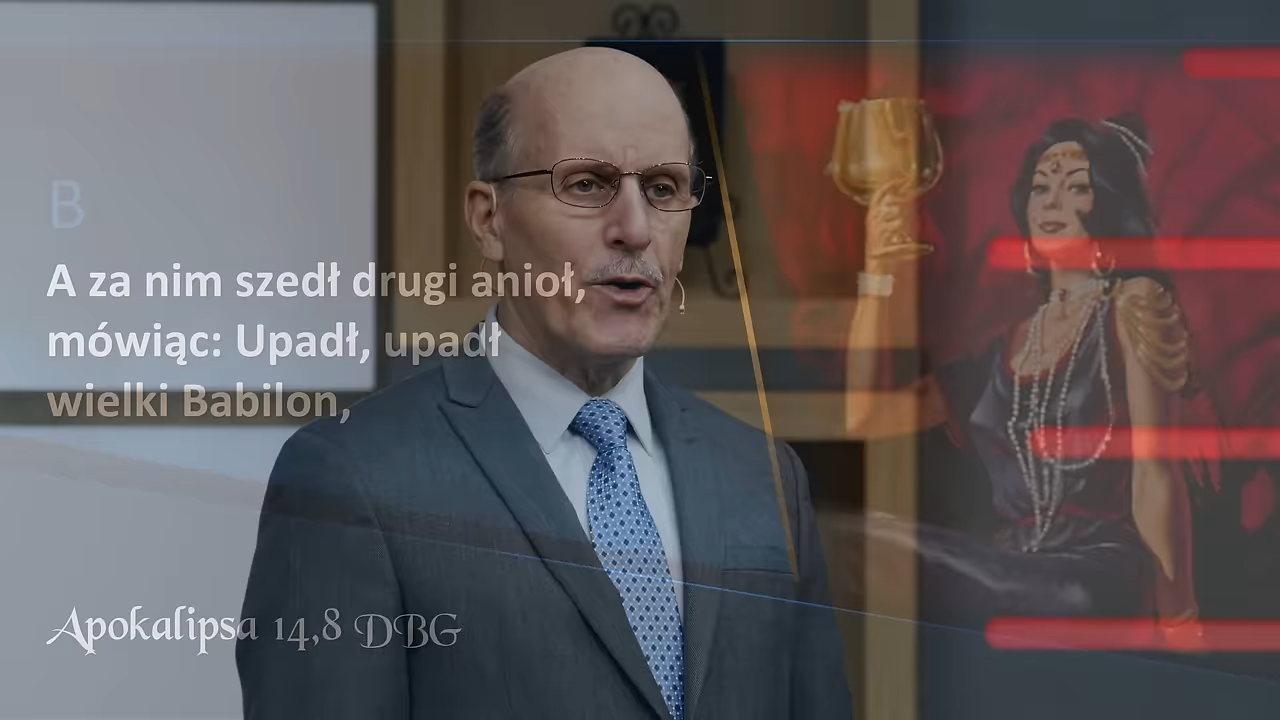 B
A za nim szedł drugi anioł,
mówiąc: Upadł, upadł
wielki Babilon,
Apokalipsa 14,8 DBG